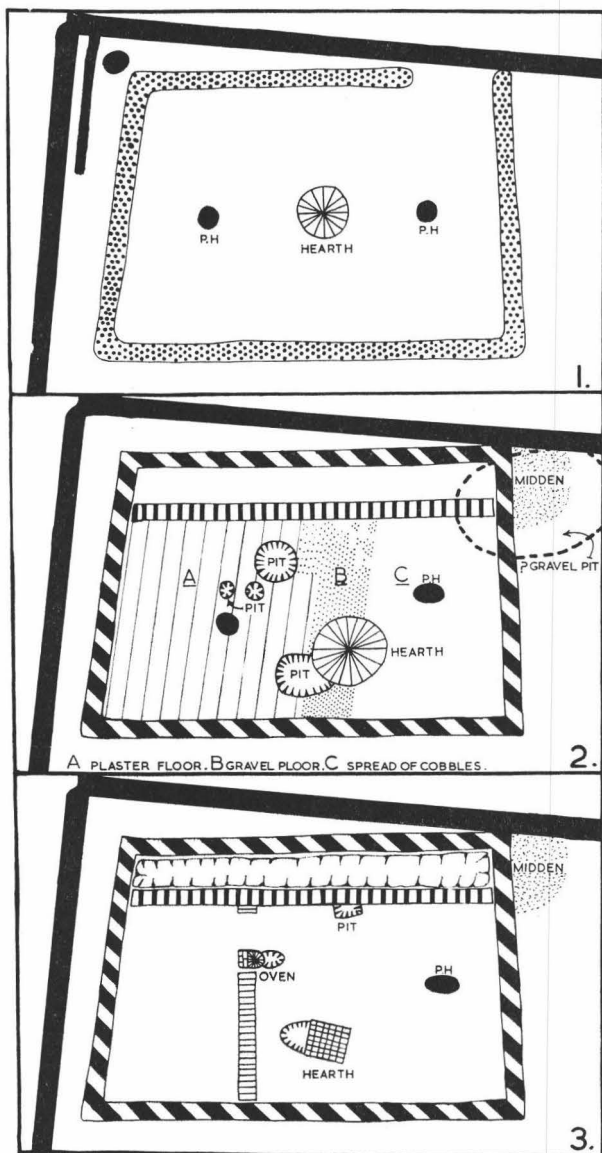 P.H
HEARTH
P.H
1.
MIDDEN
? GRAVEL PIT
PIT
A
B
C
P.H
PIT
HEARTH
PIT
2.
A PLASTER FLOOR. B GRAVEL PLOOR. C SPREAD OF COBBLES.
MIDDEN
PIT
OVEN
P.H
HEARTH
3.